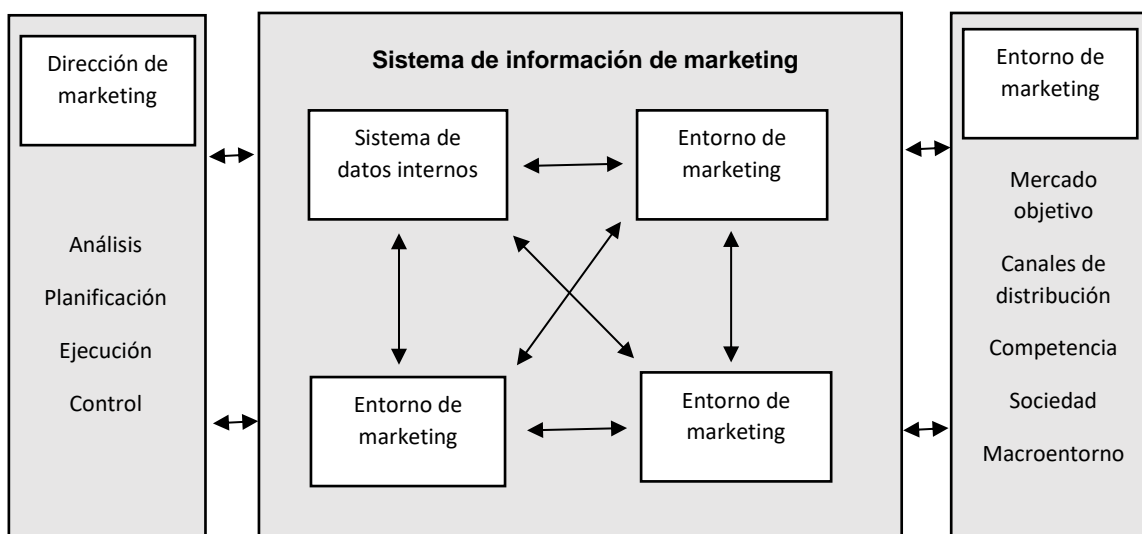 Dirección de
marketing
Análisis
Planificación
Ejecución
Control
Sistema de información de marketing
Sistema de
datos internos
Entorno de
marketing
Entorno de
marketing
Entorno de
marketing
Entorno de
marketing
Mercado
objetivo
Canales de
distribución
Competencia
Sociedad
Macroentorno